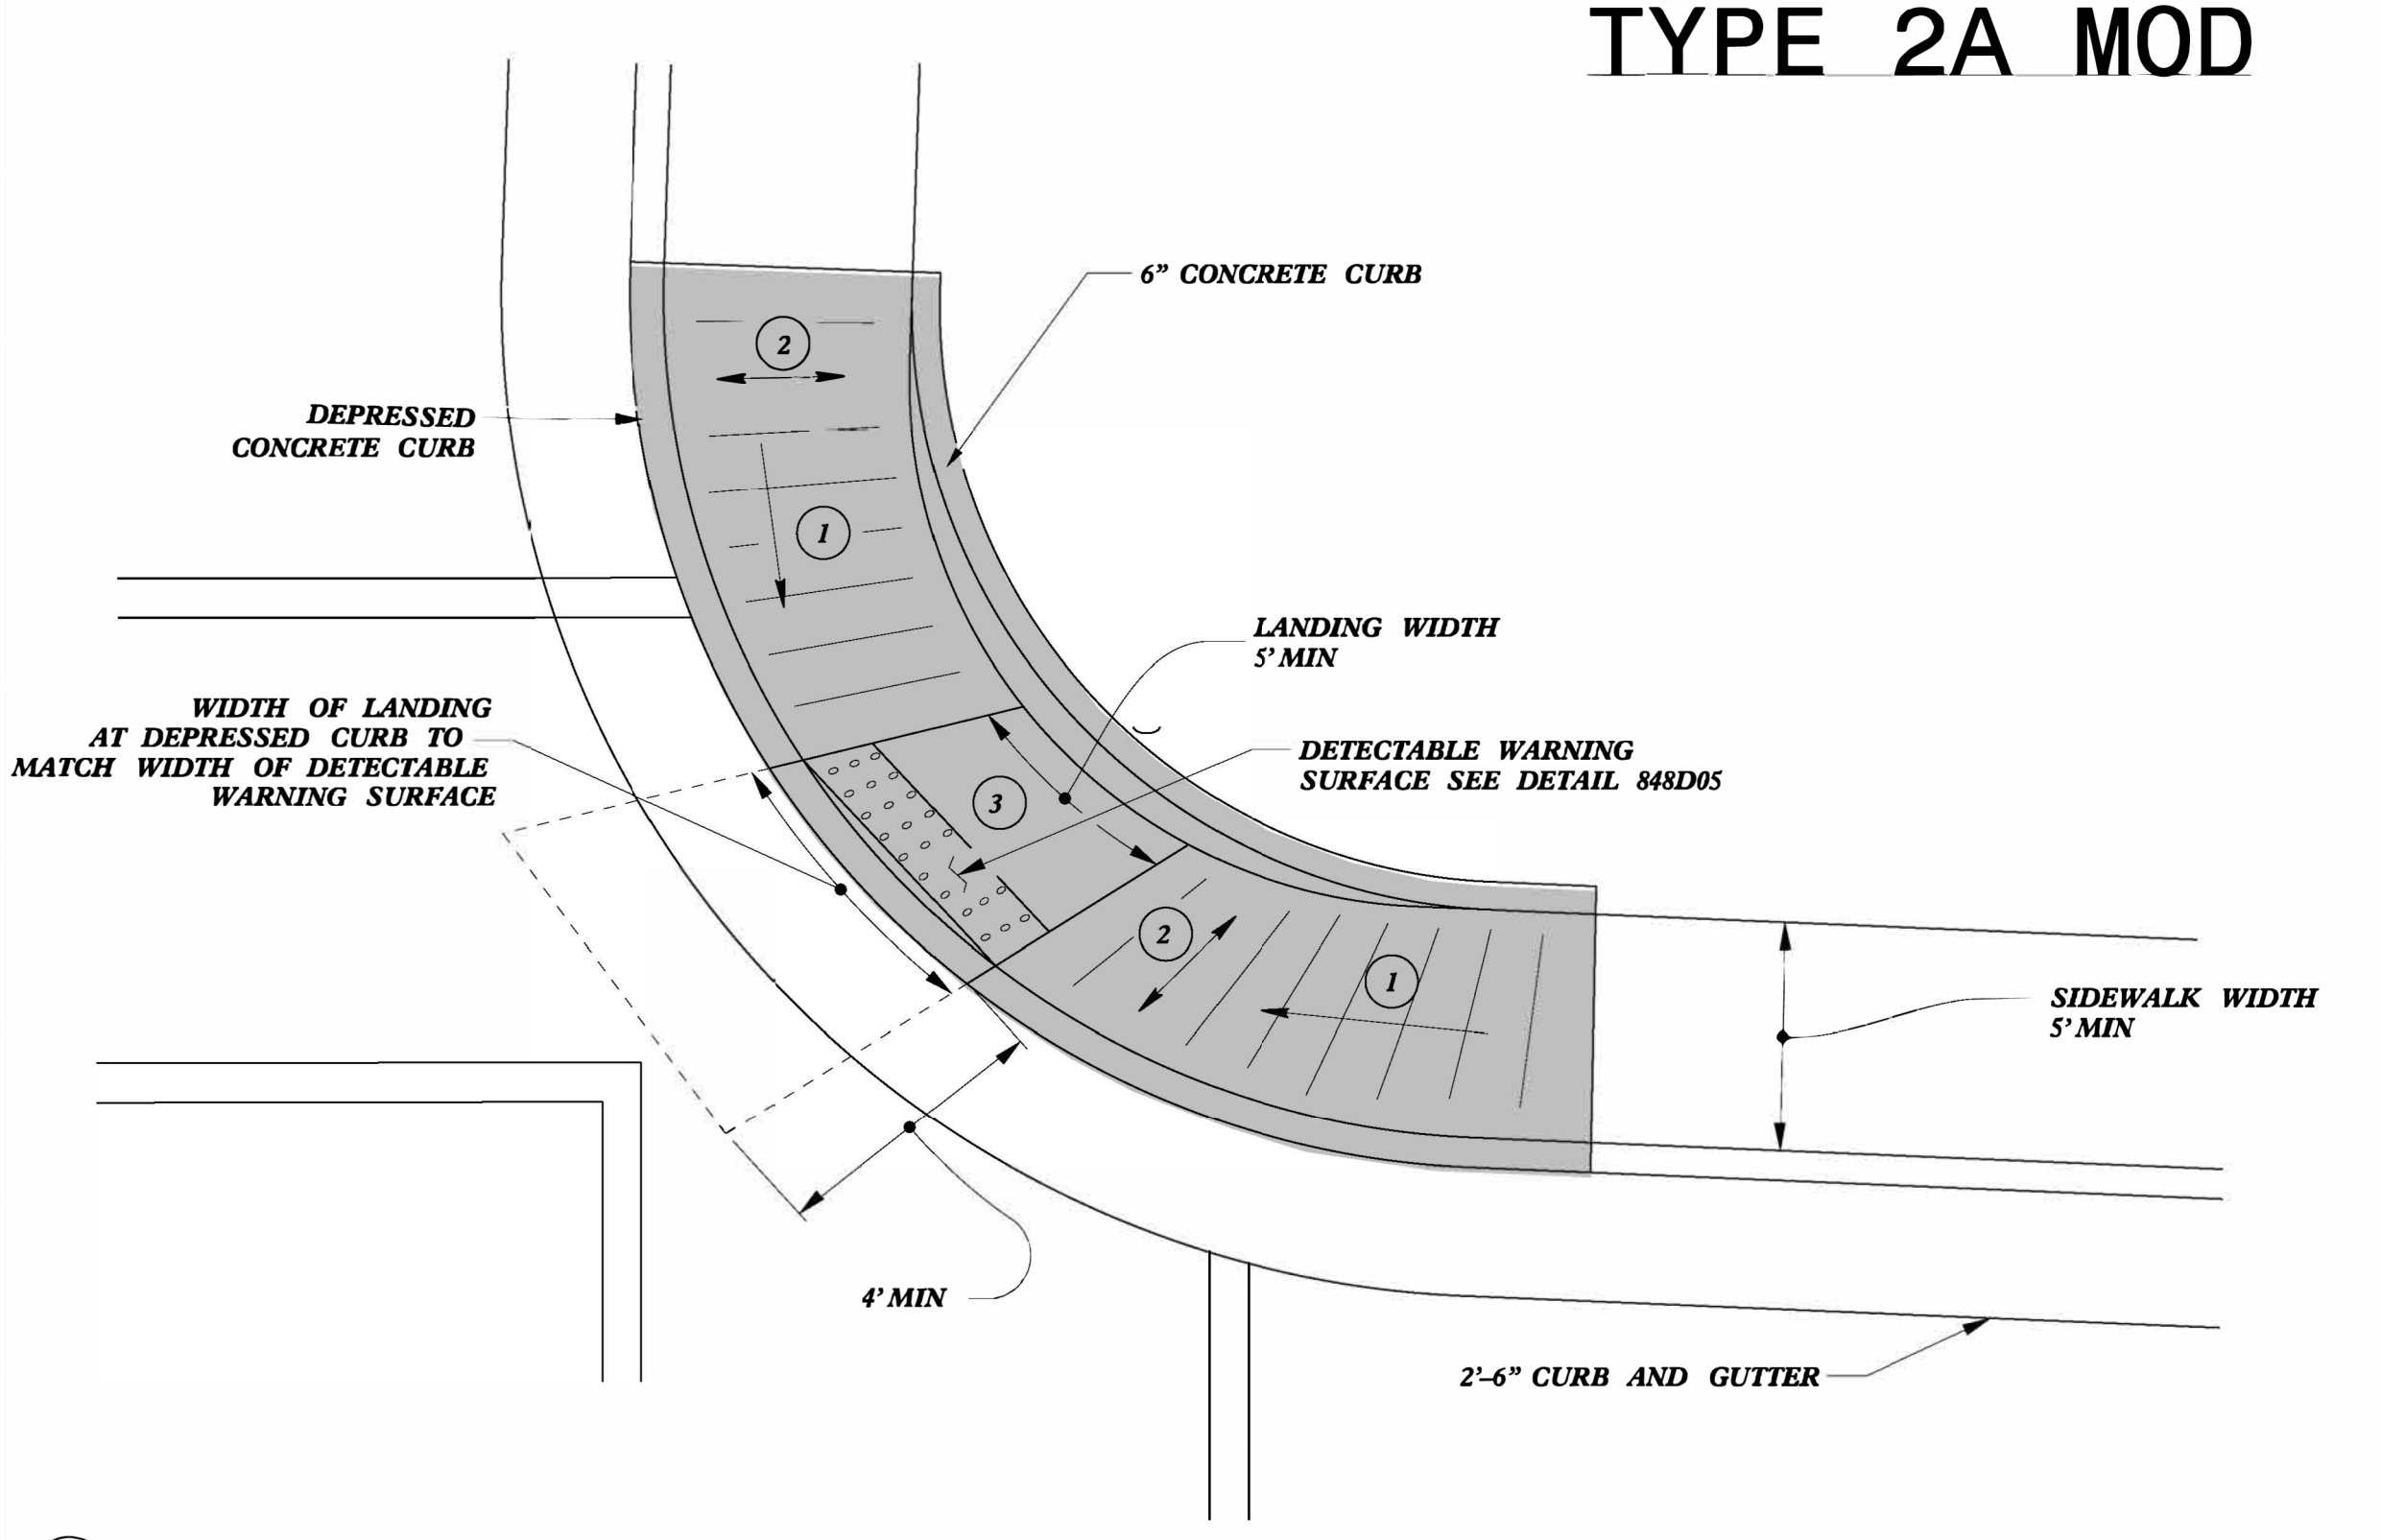 TYPE 2A MOD
6” CONCRETE CURB
DEPRESSED
CONCRETE CURB
LANDING WIDTH
5’ MIN
WIDTH OF LANDING
AT DEPRESSED CURB TO
MATCH WIDTH OF DETECTABLE
WARNING SURFACE
DETECTABLE WARNING
SURFACE SEE DETAIL 848D05
2
1
3
2
1
SIDEWALK WIDTH
5’ MIN
4’ MIN
2’–6” CURB AND GUTTER